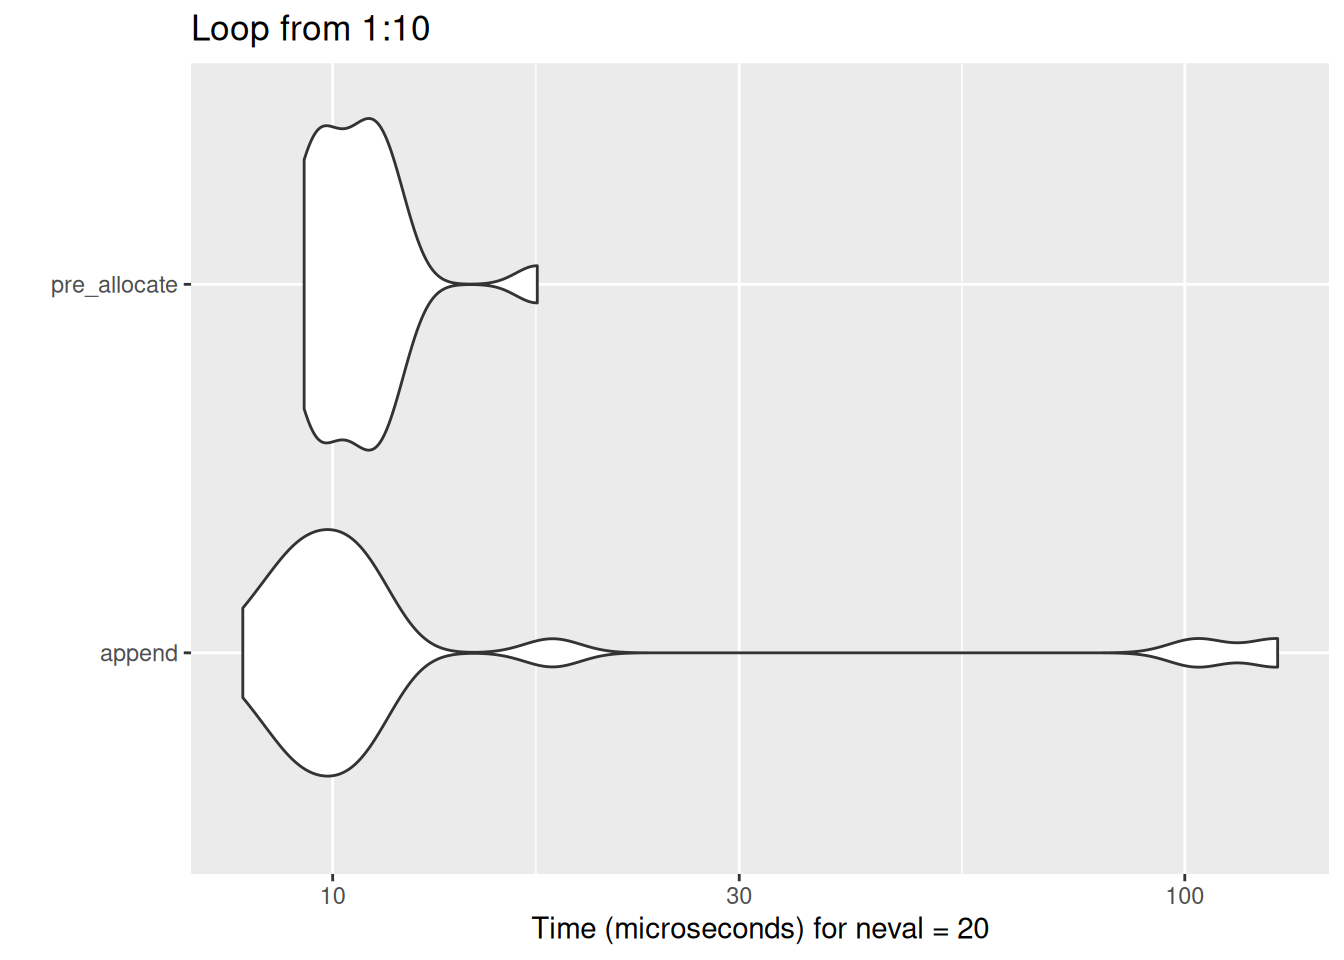 Loop from 1:10
pre_allocate
append
10
30
100
Time (microseconds) for neval = 20